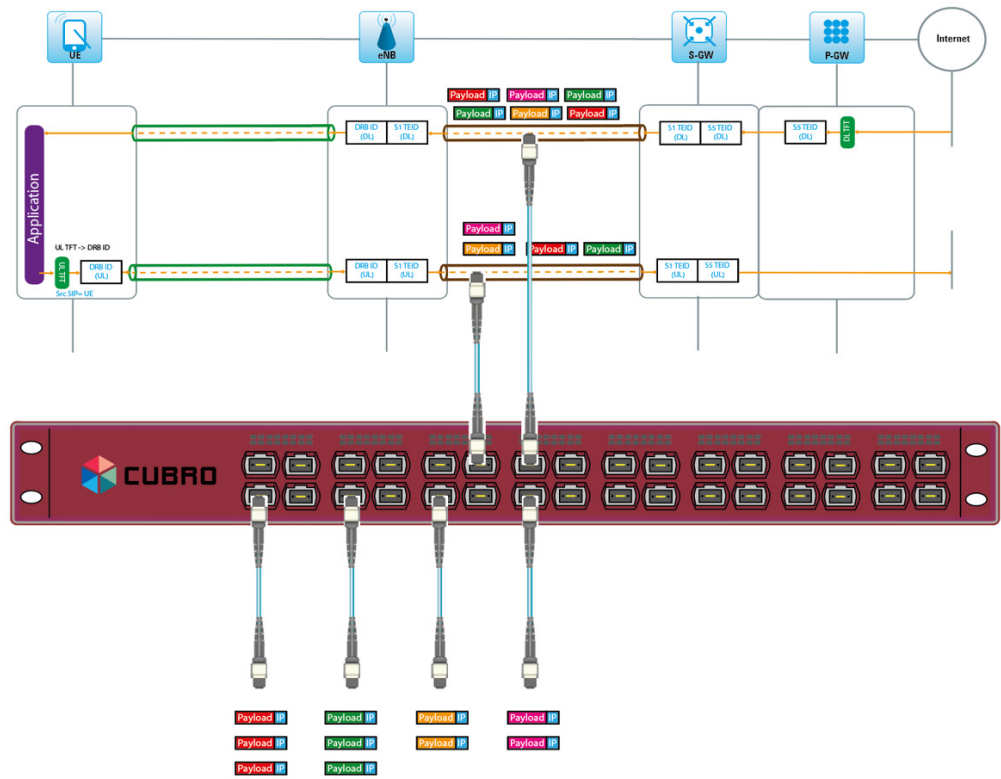 UE
eNB
S-GW
P-GW
Internet
Payload IP Payload IP Payload IP
Payload IP Payload IP Payload IP
DRB ID (DL)
S1 TEID (DL)
S1 TEID (DL)
S5 TEID (DL)
S5 TEID (DL)
DL TFT
Application
Payload IP
Payload IP Payload IP Payload IP
UL TFT -> DRB ID
UL TFT
DRB ID (UL)
DRB ID (UL)
S1 TEID (UL)
S1 TEID (UL)
S5 TEID (UL)
Src SIP= UE
CUBRO
Payload IP Payload IP Payload IP Payload IP
Payload IP Payload IP Payload IP Payload IP
Payload IP Payload IP